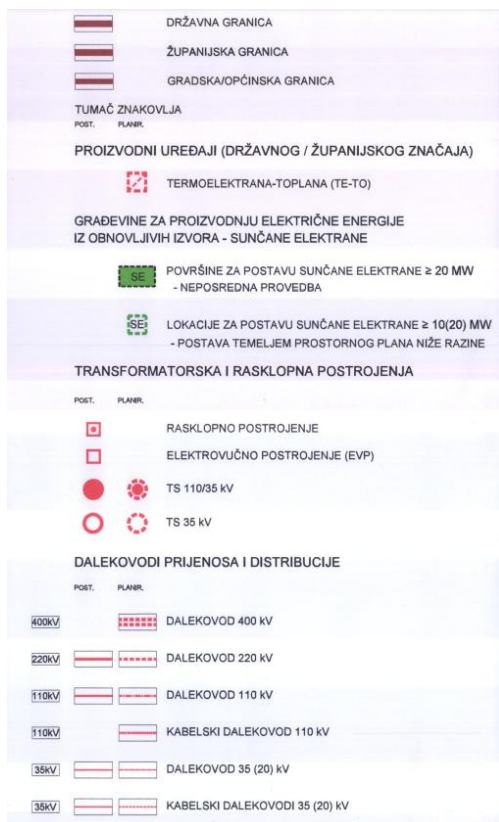 DRŽAVNA GRANICA
ŽUPANIJSKA GRANICA
GRADSKA/OPĆINSKA GRANICA
TUMAČ ZNAKOVLJA
POST. PLANIR.
PROIZVODNI UREĐAJI (DRŽAVNOG / ŽUPANIJSKOG ZNAČAJA)
TERMOELEKTRANA-TOPLANA (TE-TO)
GRAĐEVINE ZA PROIZVODNJU ELEKTRIČNE ENERGIJE
IZ OBNOVLJIVIH IZVORA - SUNČANE ELEKTRANE
SE POVRŠINE ZA POSTAVU SUNČANE ELEKTRANE ≥ 20 MW
- NEPOSREDNA PROVEDBA
SE LOKACIJE ZA POSTAVU SUNČANE ELEKTRANE ≥ 10(20) MW
- POSTAVA TEMELJEM PROSTORNOG PLANA NIŽE RAZINE
TRANSFORMATORSKA I RASKLOPNA POSTROJENJA
POST. PLANIR.
RASKLOPNO POSTROJENJE
ELEKTROVUČNO POSTROJENJE (EVP)
TS 110/35 kV
TS 35 kV
DALEKOVODI PRIJENOSA I DISTRIBUCIJE
POST. PLANIR.
400kV DALEKOVOD 400 kV
220kV DALEKOVOD 220 kV
110kV DALEKOVOD 110 kV
110kV KABELSKI DALEKOVOD 110 kV
35kV DALEKOVOD 35 (20) kV
35kV KABELSKI DALEKOVODI 35 (20) kV